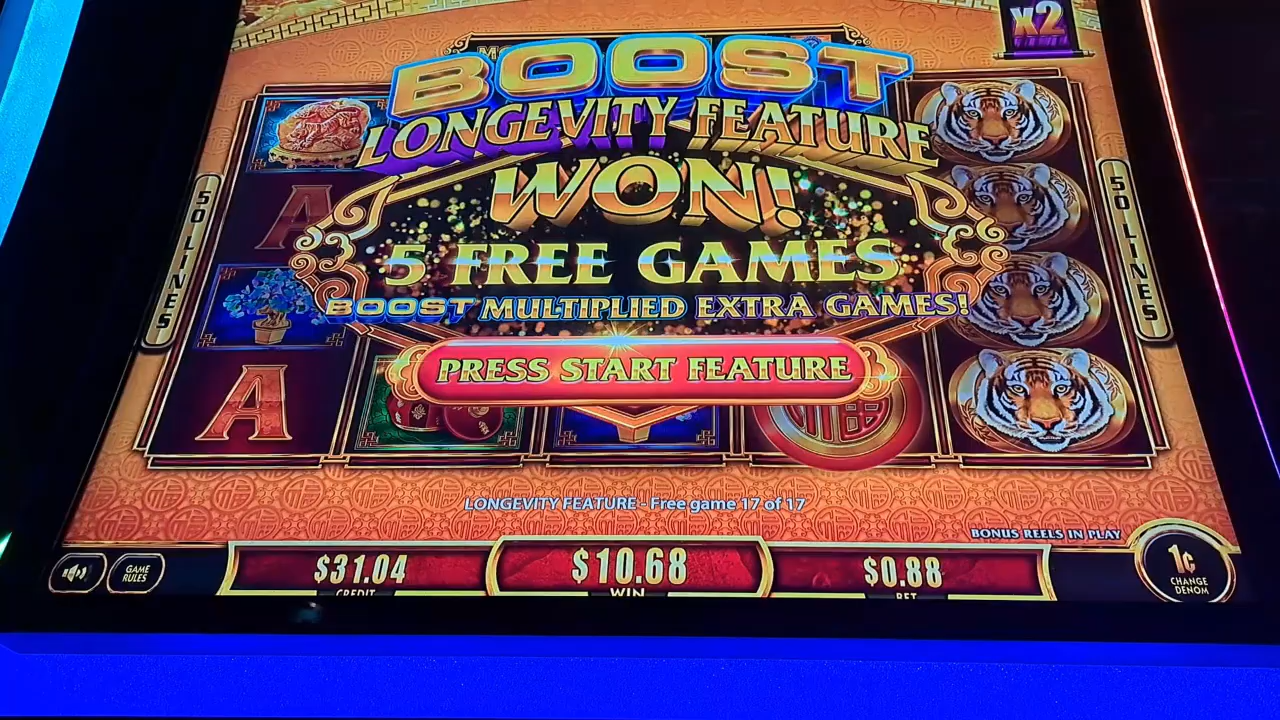 x2
BOOST
LONGEVITY FEATURE
WON!
5 FREE GAMES
BOOST MULTIPLIED EXTRA GAMES!
PRESS START FEATURE
50 LINES
50 LINES
A
A
福
LONGEVITY FEATURE - Free game 17 of 17
BONUS REELS IN PLAY
GAME RULES
$31.04
CREDIT
$10.68
WIN
$0.88
BET
1¢
CHANGE DENOM